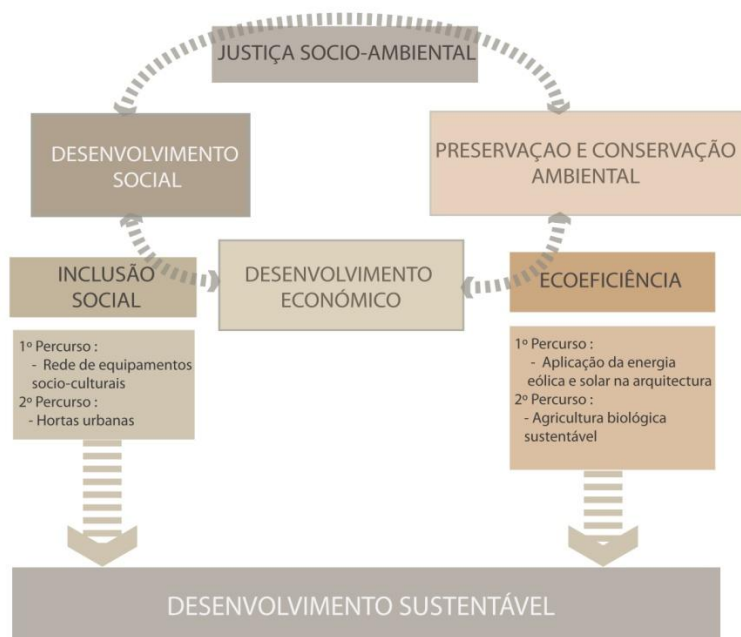 JUSTIÇA SOCIO-AMBIENTAL
DESENVOLVIMENTO
SOCIAL
PRESERVAÇAO E CONSERVAÇÃO
AMBIENTAL
DESENVOLVIMENTO
ECONÓMICO
INCLUSÃO
SOCIAL
ECOEFICIÊNCIA
1º Percurso :
- Rede de equipamentos
socio-culturais
2º Percurso :
- Hortas urbanas
1º Percurso :
- Aplicação da energia
eólica e solar na arquitectura
2º Percurso :
- Agricultura biológica
sustentável
DESENVOLVIMENTO SUSTENTÁVEL